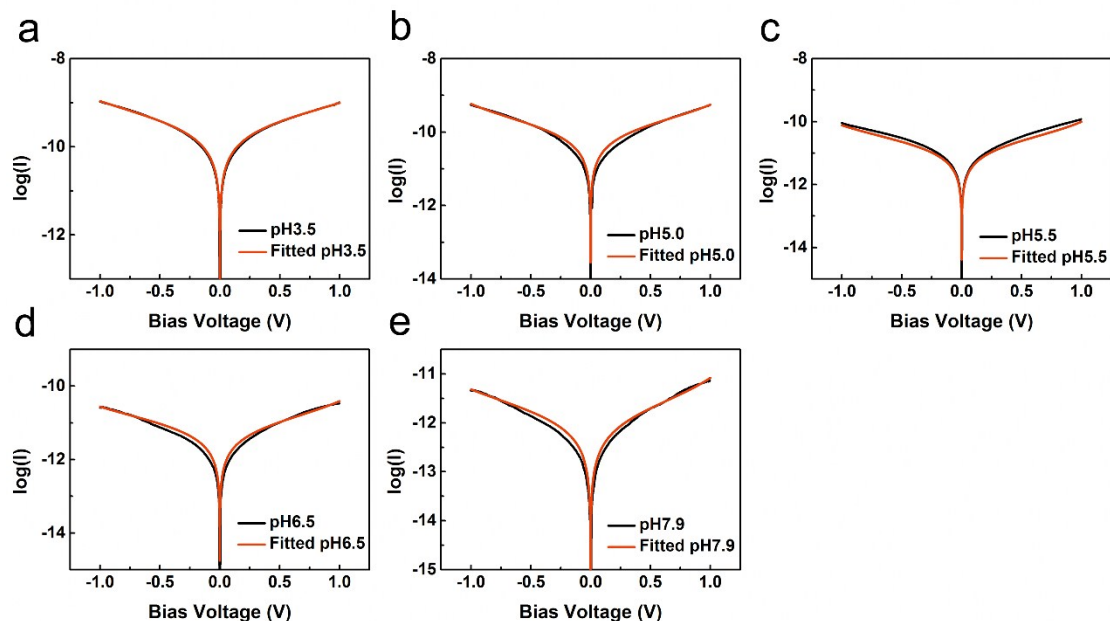 a
-8
-10
-12
log(I)
pH3.5
Fitted pH3.5
-1.0 -0.5 0.0 0.5 1.0
Bias Voltage (V)
b
-8
-10
-12
-14
log(I)
pH5.0
Fitted pH5.0
-1.0 -0.5 0.0 0.5 1.0
Bias Voltage (V)
c
-8
-10
-12
-14
log(I)
pH5.5
Fitted pH5.5
-1.0 -0.5 0.0 0.5 1.0
Bias Voltage (V)
d
-10
-12
-14
log(I)
pH6.5
Fitted pH6.5
-1.0 -0.5 0.0 0.5 1.0
Bias Voltage (V)
e
-11
-12
-13
-14
-15
log(I)
pH7.9
Fitted pH7.9
-1.0 -0.5 0.0 0.5 1.0
Bias Voltage (V)